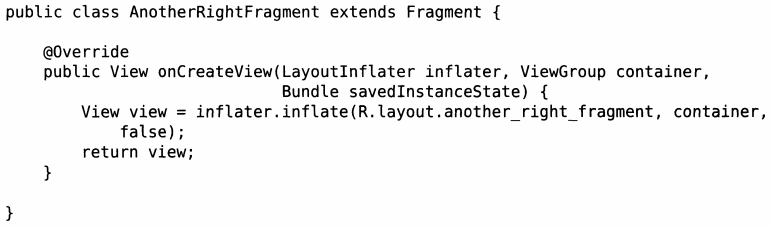 public class AnotherRightFragment extends Fragment {
@Override
public View onCreateView(LayoutInflater inflater, ViewGroup container,
Bundle savedInstanceState) {
View view = inflater.inflate(R.layout.another_right_fragment, container,
false);
return view;
}
}